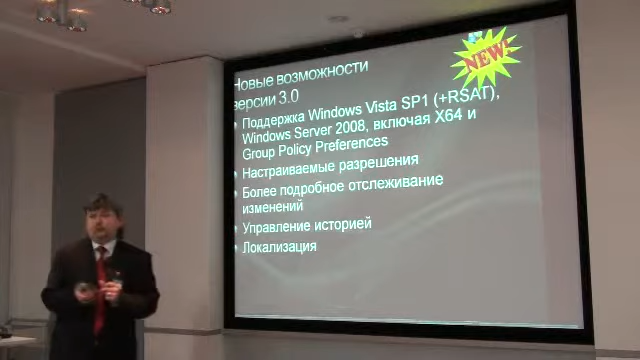 Новые возможности
версии 3.0
NEW!
Поддержка Windows Vista SP1 (+RSAT),
Windows Server 2008, включая X64 и
Group Policy Preferences
Настраиваемые разрешения
Более подробное отслеживание
изменений
Управление историей
Локализация